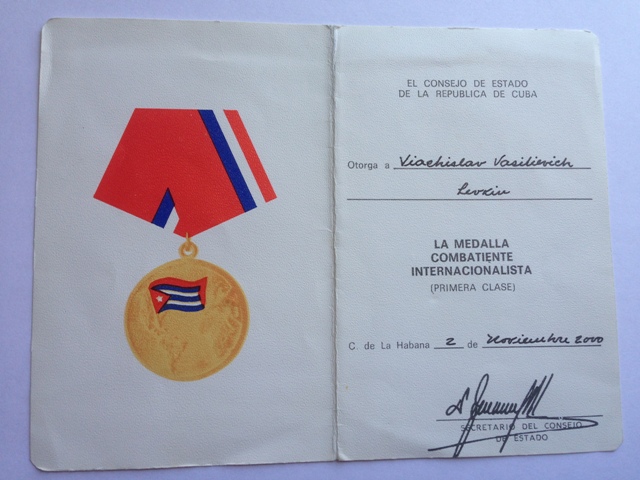 EL CONSEJO DE ESTADO
DE LA REPUBLICA DE CUBA
Otorga a Viachislav Vasilievich
LA MEDALLA
COMBATIENTE
INTERNACIONALISTA
(PRIMERA CLASE)
C. de La Habana 2 de Noviembre 2000
SECRETARIO DEL CONSEJO
DE ESTADO